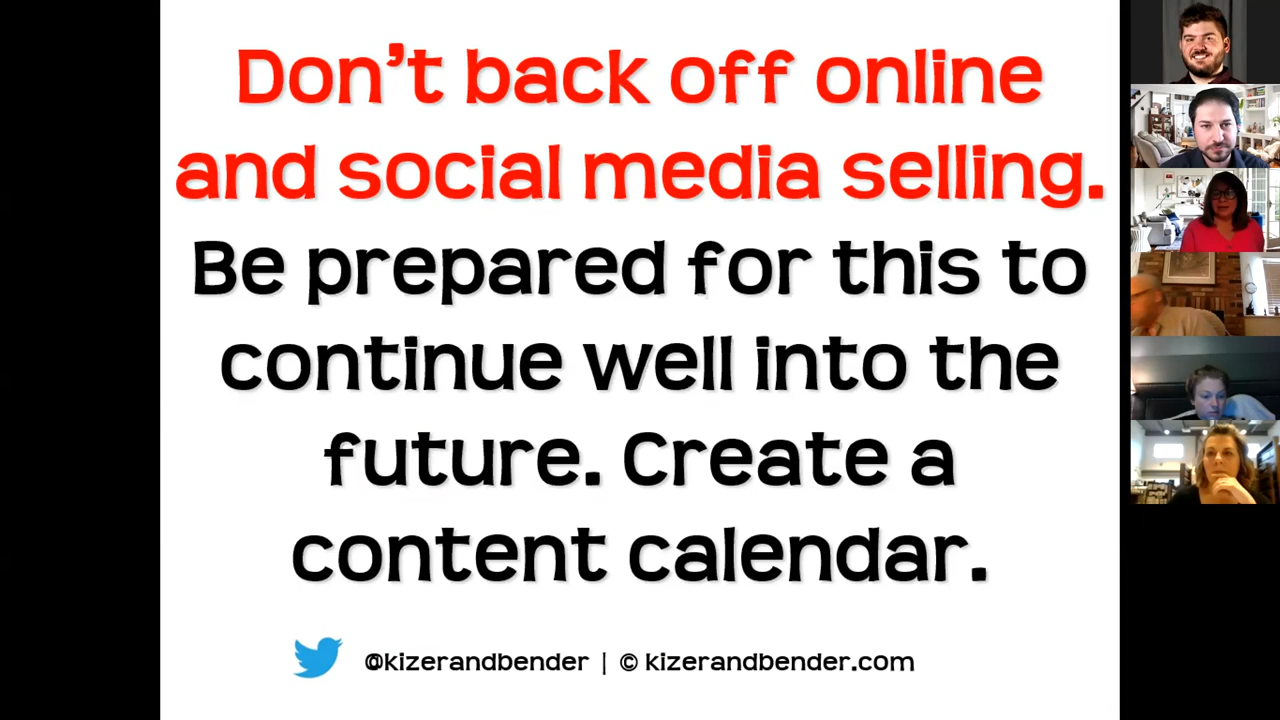 Don't back off online
and social media selling.
Be prepared for this to
continue well into the
future. Create a
content calendar.
@kizerandbender | © kizerandbender.com